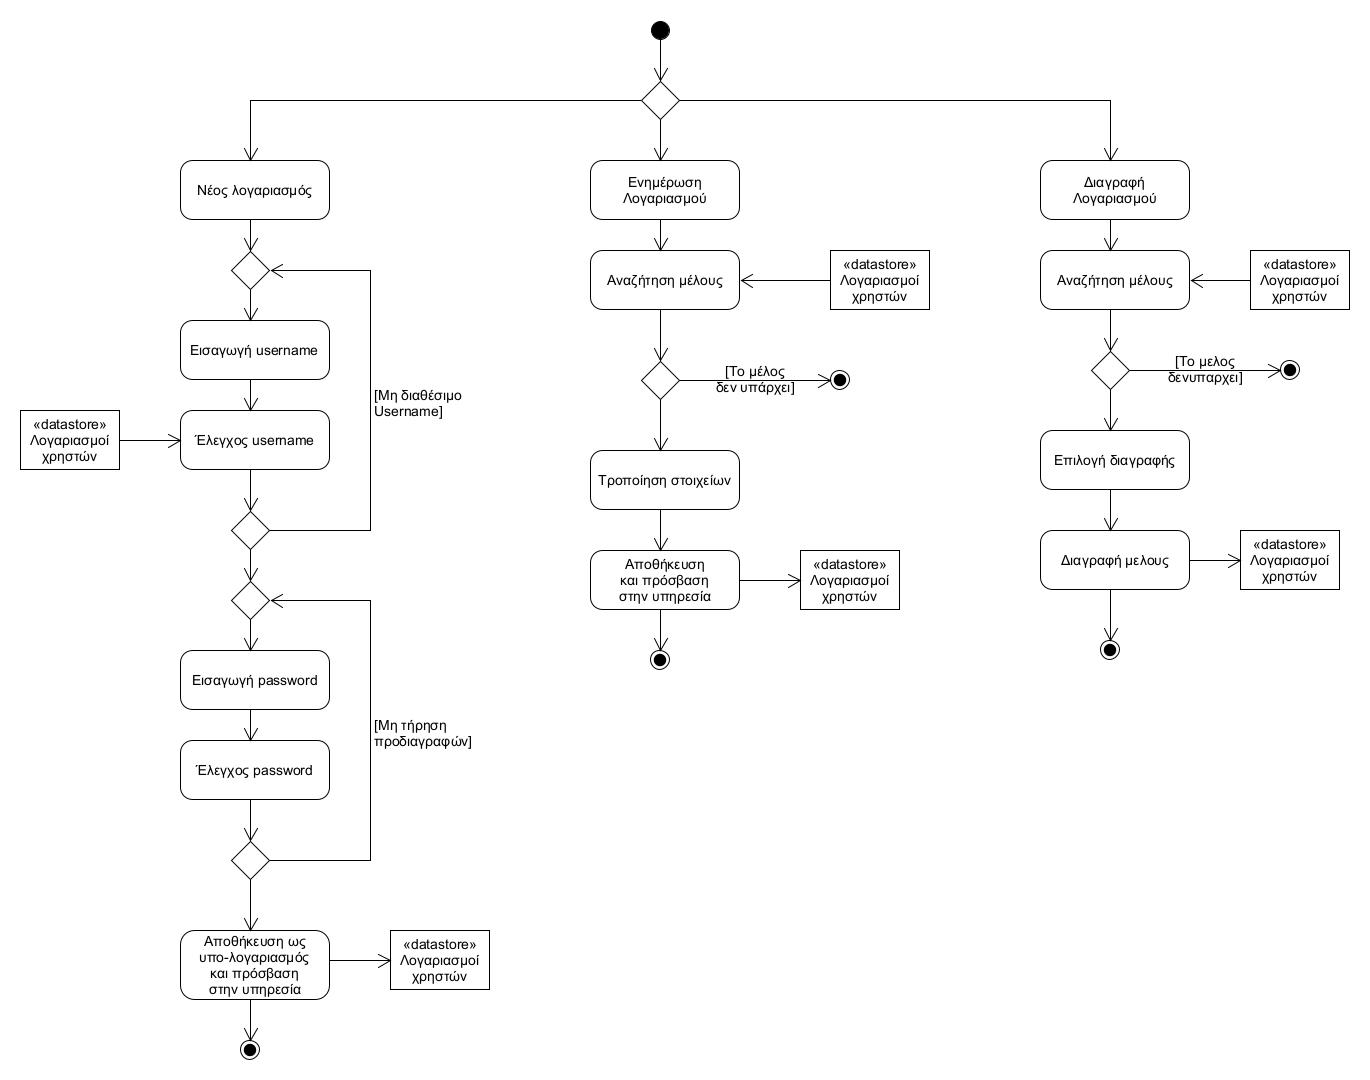 Νέος λογαριασμός
Εισαγωγή username
[Μη διαθέσιμο
Username]
«datastore»
Λογαριασμοί
χρηστών
Έλεγχος username
Εισαγωγή password
[Μη τήρηση
προδιαγραφών]
Έλεγχος password
Αποθήκευση ως
υπο-λογαριασμός
και πρόσβαση
στην υπηρεσία
«datastore»
Λογαριασμοί
χρηστών
Ενημέρωση
Λογαριασμού
Αναζήτηση μέλους
«datastore»
Λογαριασμοί
χρηστών
[Το μέλος
δεν υπάρχει]
Τροποίηση στοιχείων
Αποθήκευση
και πρόσβαση
στην υπηρεσία
«datastore»
Λογαριασμοί
χρηστών
Διαγραφή
Λογαριασμού
Αναζήτηση μέλους
«datastore»
Λογαριασμοί
χρηστών
[Το μελος
δενυπαρχει]
Επιλογή διαγραφής
Διαγραφή μελους
«datastore»
Λογαριασμοί
χρηστών